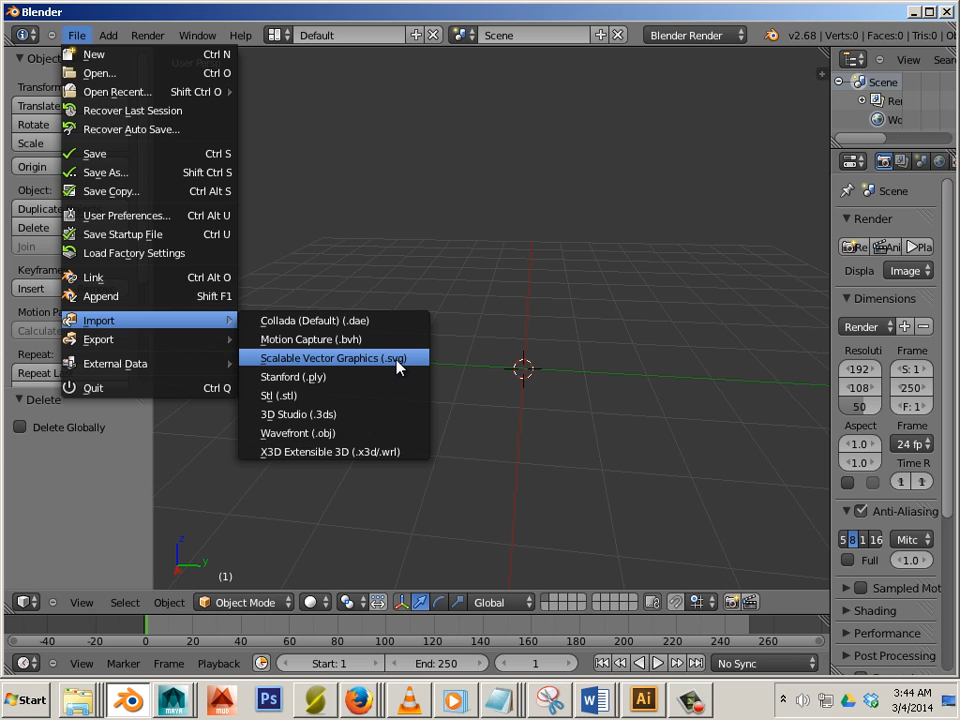 Blender
File Add Render Window Help Default Scene Blender Render v2.68 | Verts:0 | Faces:0 | Tris:0 | O
New Ctrl N
Open... Ctrl O
Open Recent... Shift Ctrl O
Recover Last Session
Recover Auto Save...
Save Ctrl S
Save As... Shift Ctrl S
Save Copy... Ctrl Alt S
User Preferences... Ctrl Alt U
Save Startup File Ctrl U
Load Factory Settings
Link Ctrl Alt O
Append Shift F1
Import
Export
External Data
Quit Ctrl Q
Collada (Default) (.dae)
Motion Capture (.bvh)
Scalable Vector Graphics (.svg)
Stanford (.ply)
Stl (.stl)
3D Studio (.3ds)
Wavefront (.obj)
X3D Extensible 3D (.x3d/.wrl)
Object
Transfor
Translate
Rotate
Scale
Origin
Object:
Duplicate
Delete
Join
Keyframe
Insert
Motion Pa
Calculate
Repeat:
Repeat La
Delete
Delete Globally
z
y
(1)
View Sear
Scene
Rei
Wo
Scene
Render
Re Ani Pla
Displa Image
Dimensions
Render
Resoluti Frame
192 S: 1
108 250
50 F: 1
Aspect Frame
1.0 24 fp
1.0 Time R
1 1
Anti-Aliasing
5 8 1 16 Mitc
Full 1.0
Sampled Mot
Shading
Performance
Post Processing
View Select Object Object Mode Global
-40 -20 0 20 40 60 80 100 120 140 160 180 200 220 240 260
View Marker Frame Playback Start: 1 End: 250 1 No Sync
Start MAYA MUD Ps W Ai 3:44 AM
3/4/2014